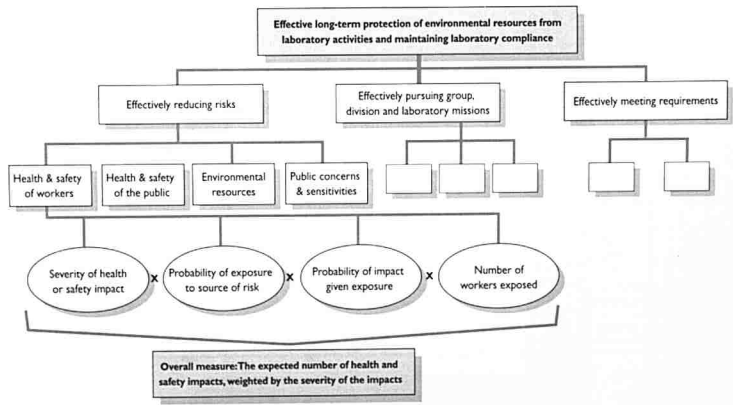 Effective long-term protection of environmental resources from
laboratory activities and maintaining laboratory compliance
Effectively reducing risks
Effectively pursuing group,
division and laboratory missions
Effectively meeting requirements
Health & safety
of workers
Health & safety
of the public
Environmental
resources
Public concerns
& sensitivities
Severity of health
or safety impact
x
Probability of exposure
to source of risk
x
Probability of impact
given exposure
x
Number of
workers exposed
Overall measure: The expected number of health and
safety impacts, weighted by the severity of the impacts